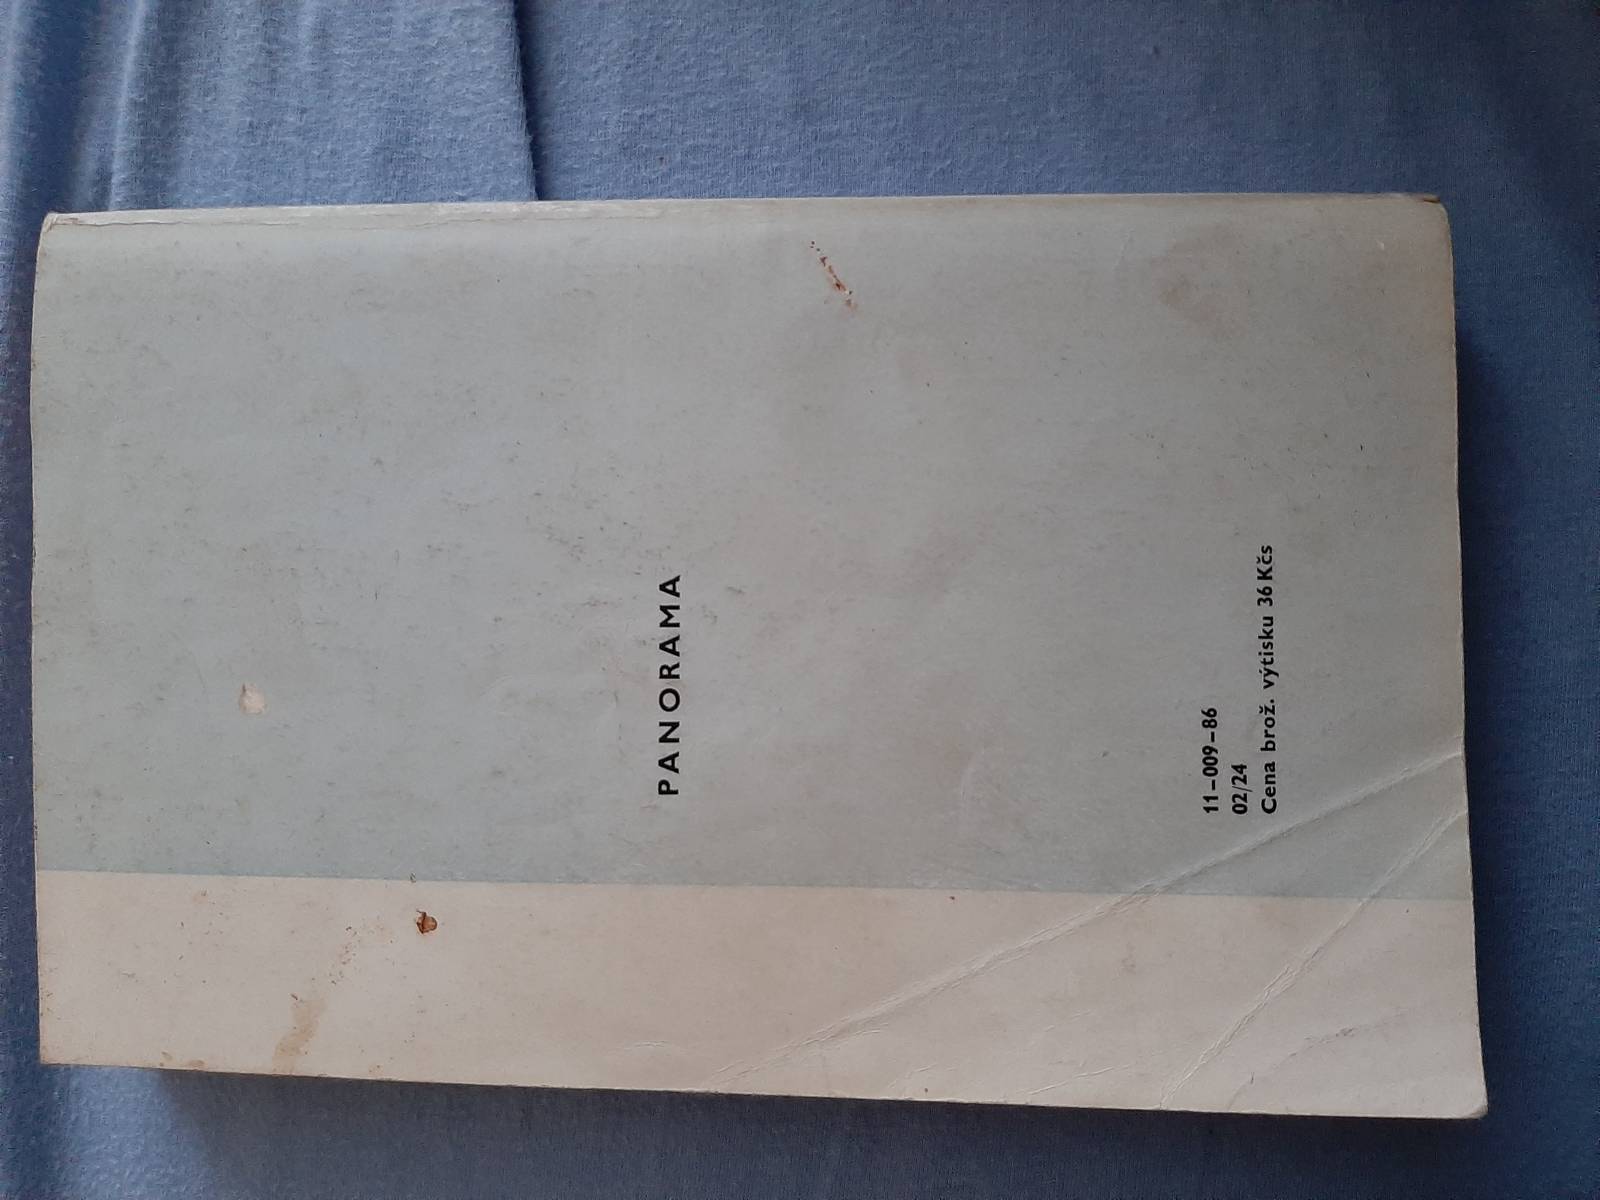 PANORAMA
11-009-86
02/24
Cena brož. výtisku 36 Kčs